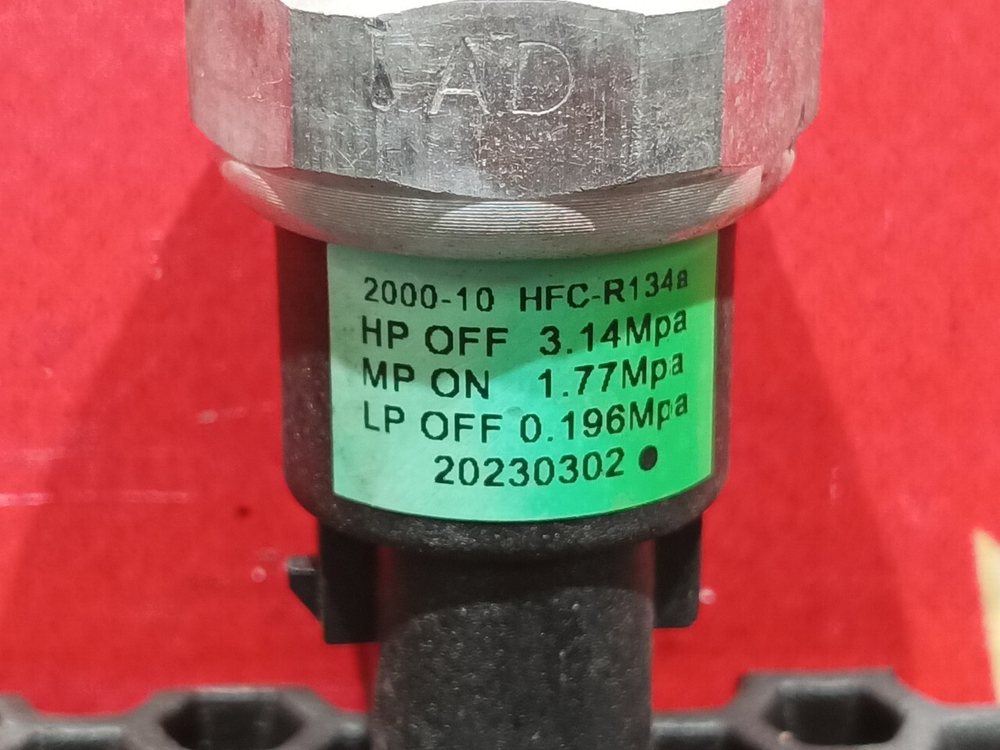 AD
2000-10 HFC-R134a
HP OFF 3.14Mpa
MP ON 1.77Mpa
LP OFF 0.196Mpa
20230302